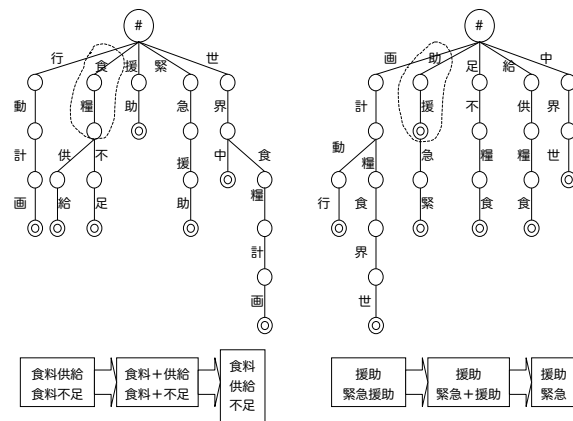 #
行 食 援 緊 世
動 糧 助 急 界
計 供 不 援 中 食
画 給 足 助 糧
計
画
#
画 助 足 給 中
計 援 不 供 界
動 糧 急 糧 糧 世
行 食 緊 食 食
界
世
食料供給
食料不足
食料+供給
食料+不足
食料
供給
不足
援助
緊急援助
援助
緊急+援助
援助
緊急